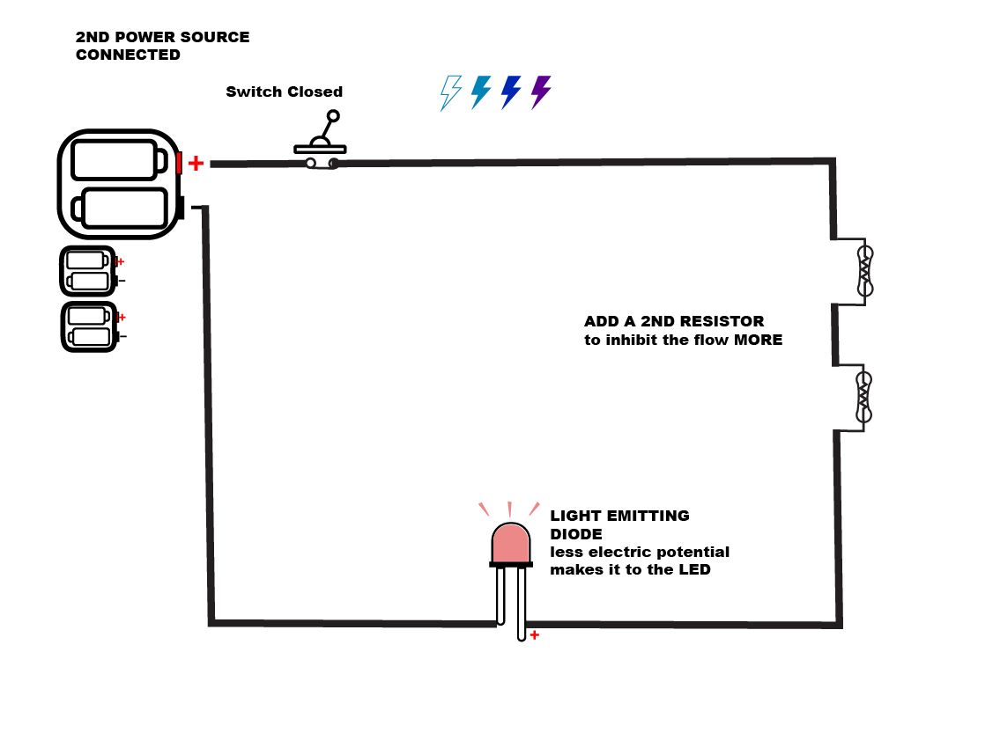 2ND POWER SOURCE
CONNECTED
Switch Closed
+
–
+
–
+
–
ADD A 2ND RESISTOR
to inhibit the flow MORE
LIGHT EMITTING
DIODE
less electric potential
makes it to the LED
+